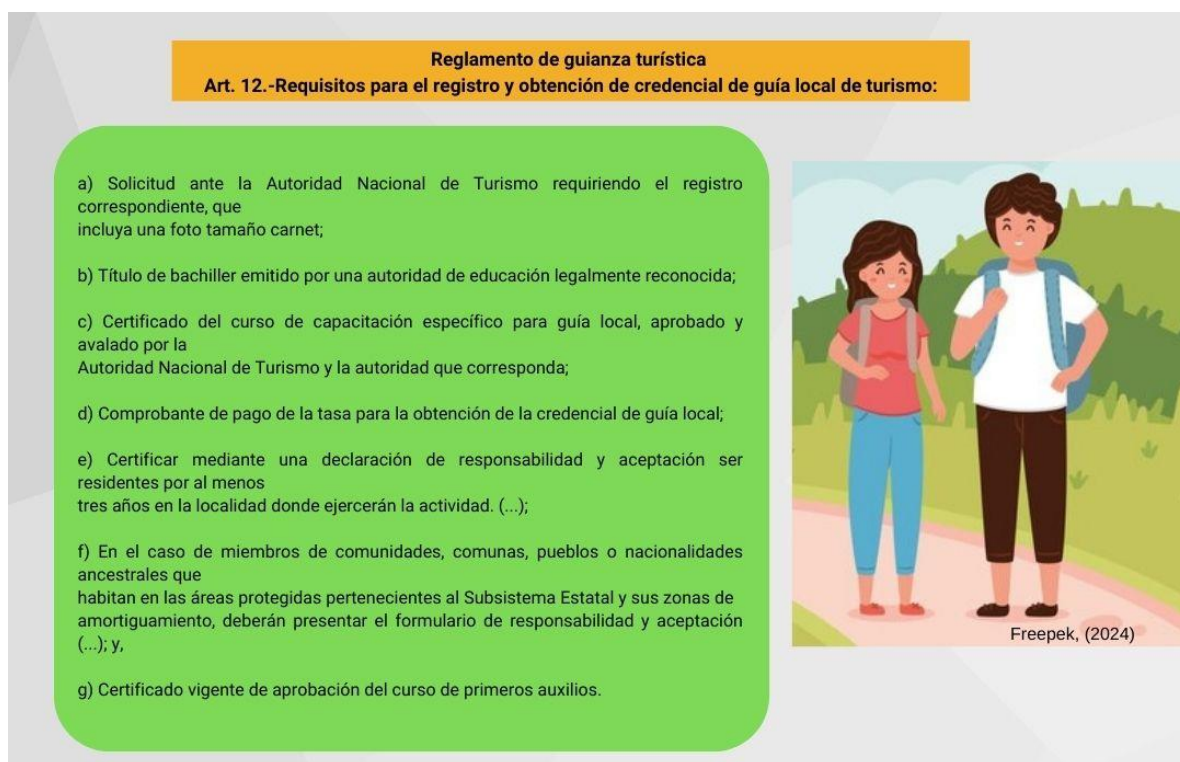 Reglamento de guianza turística
Art. 12.-Requisitos para el registro y obtención de credencial de guía local de turismo:
a) Solicitud ante la Autoridad Nacional de Turismo requiriendo el registro
correspondiente, que
incluya una foto tamaño carnet;
b) Título de bachiller emitido por una autoridad de educación legalmente reconocida;
c) Certificado del curso de capacitación específico para guía local, aprobado y
avalado por la
Autoridad Nacional de Turismo y la autoridad que corresponda;
d) Comprobante de pago de la tasa para la obtención de la credencial de guía local;
e) Certificar mediante una declaración de responsabilidad y aceptación ser
residentes por al menos
tres años en la localidad donde ejercerán la actividad. (...);
f) En el caso de miembros de comunidades, comunas, pueblos o nacionalidades
ancestrales que
habitan en las áreas protegidas pertenecientes al Subsistema Estatal y sus zonas de
amortiguamiento, deberán presentar el formulario de responsabilidad y aceptación
(...); y,
g) Certificado vigente de aprobación del curso de primeros auxilios.
Freepek, (2024)